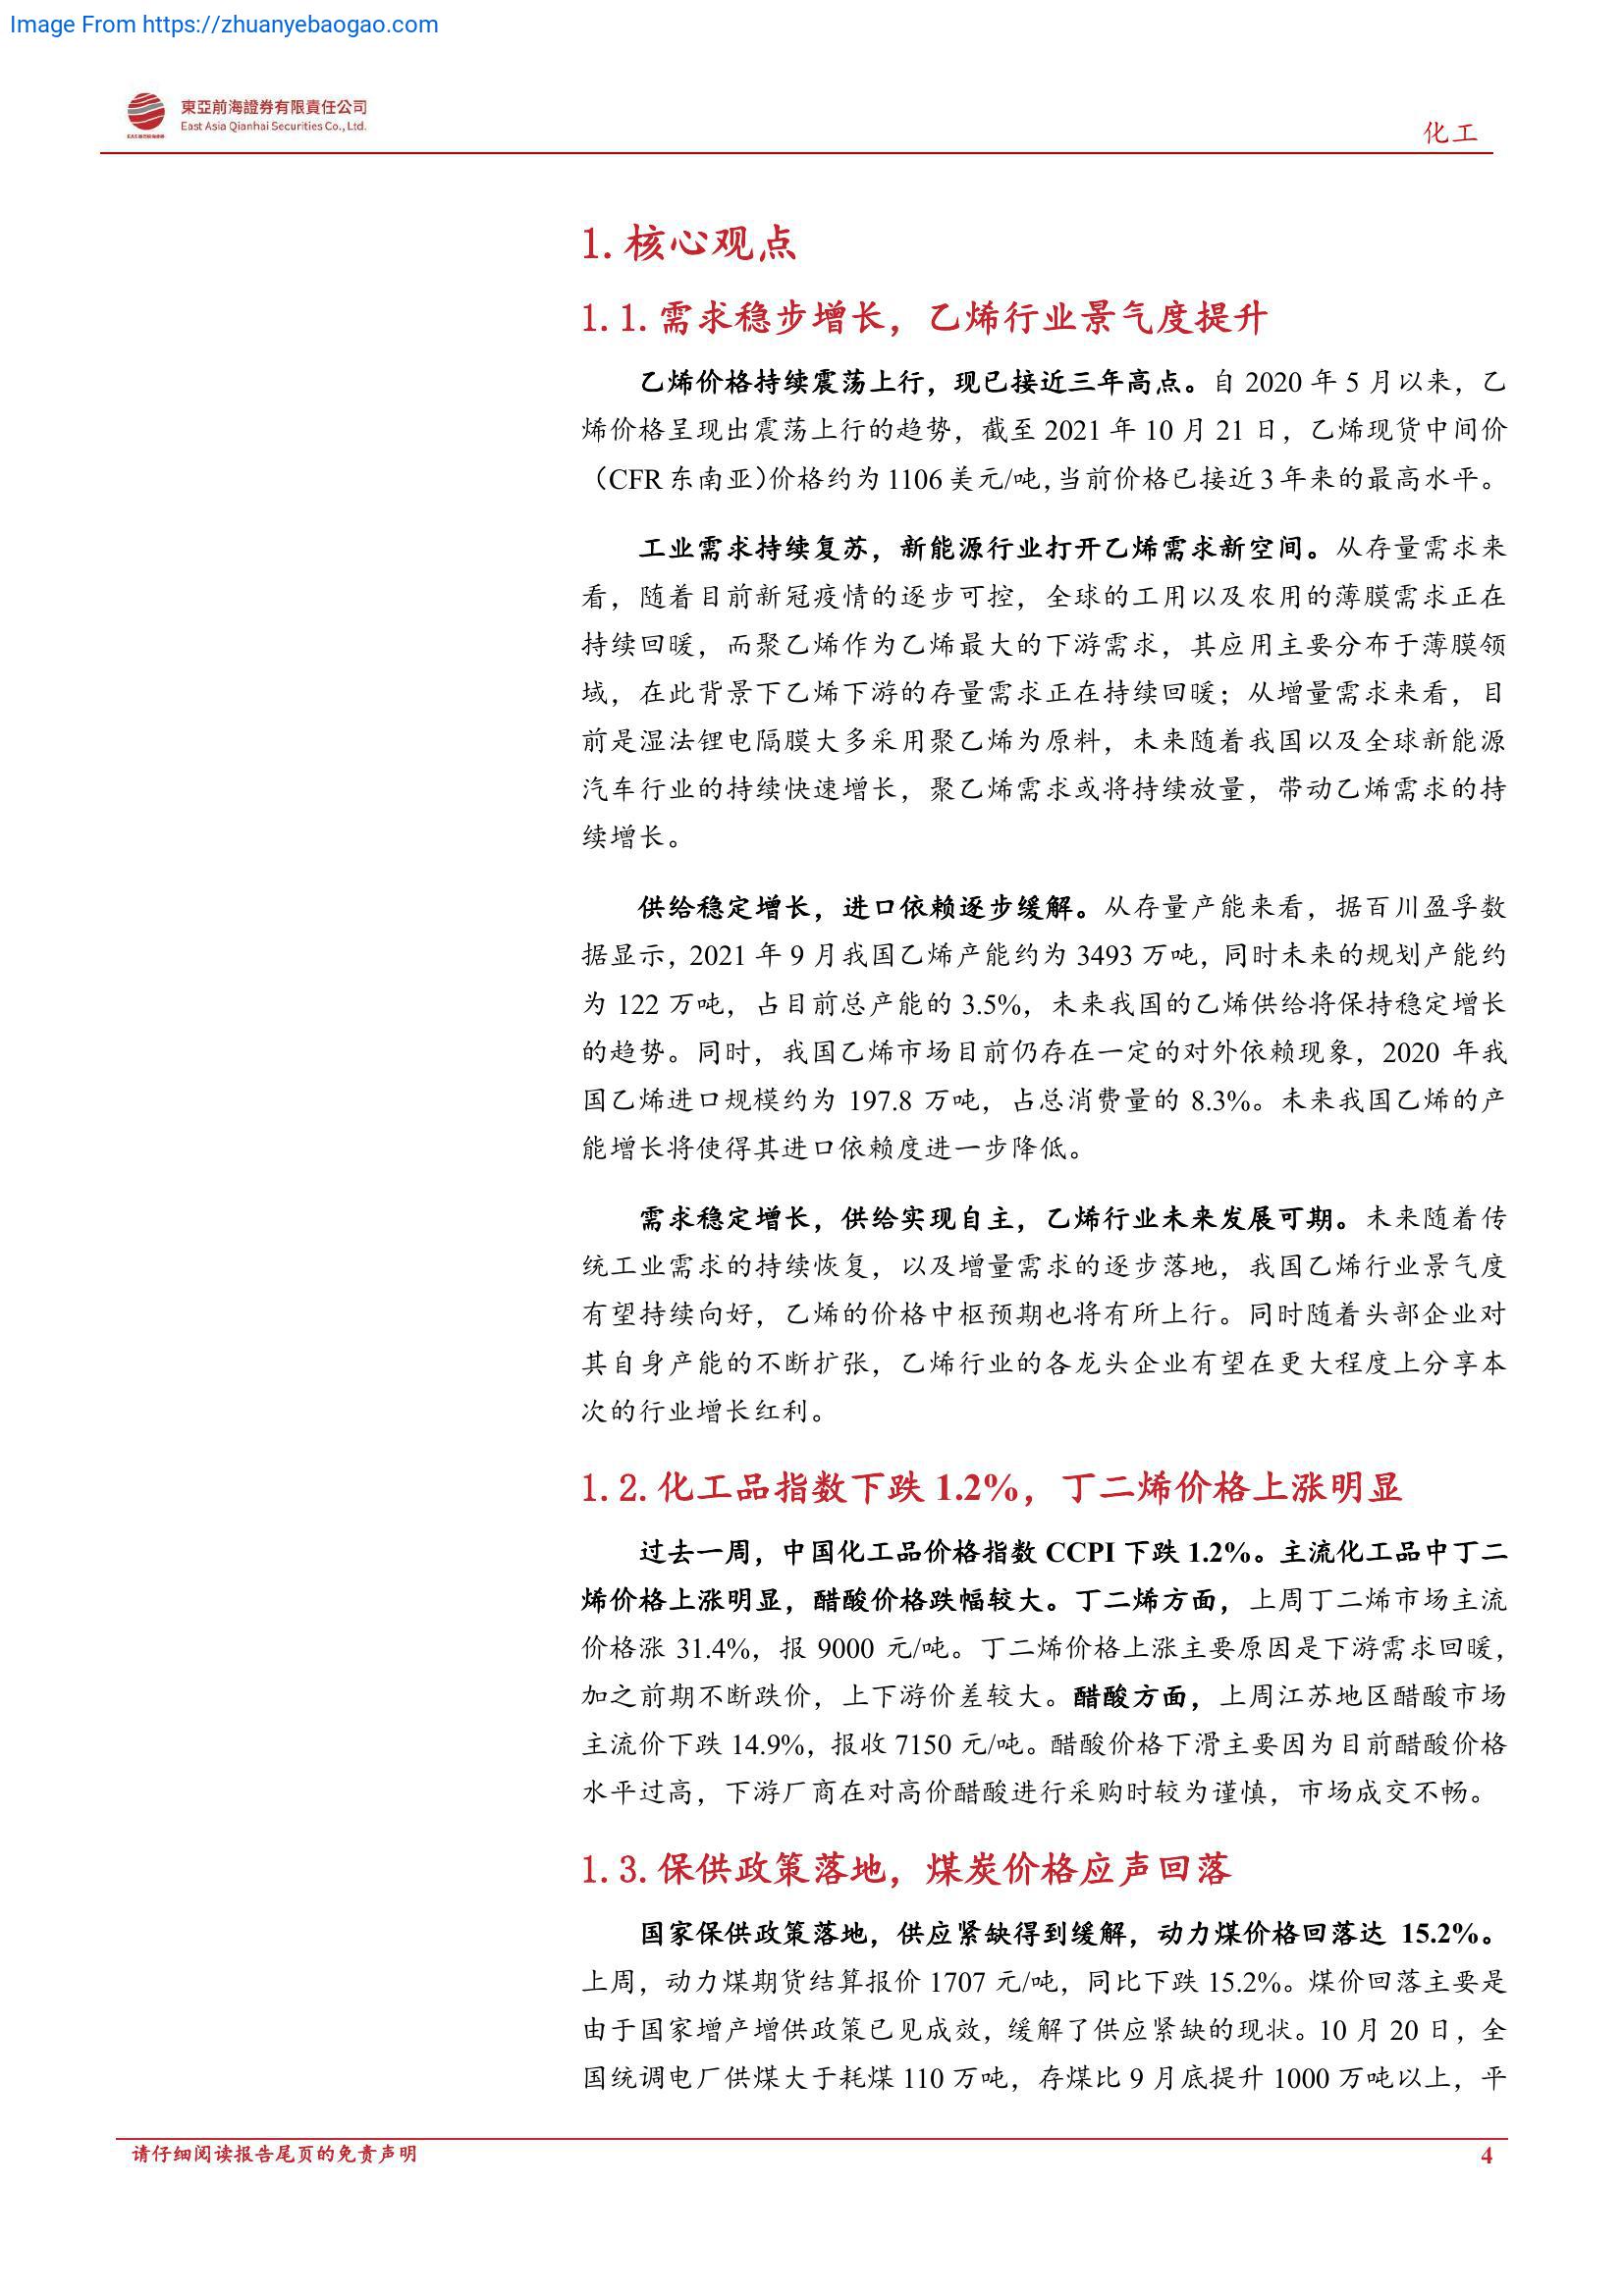 Image From https://zhuanyebaogao.com
東亞前海證券有限責任公司
East Asia Qianhai Securities Co., Ltd.
化工
1.核心观点
1.1.需求稳步增长，乙烯行业景气度提升
乙烯价格持续震荡上行，现已接近三年高点。自 2020 年 5 月以来，乙
烯价格呈现出震荡上行的趋势，截至 2021 年 10 月 21 日，乙烯现货中间价
（CFR 东南亚）价格约为 1106 美元/吨，当前价格已接近 3 年来的最高水平。
工业需求持续复苏，新能源行业打开乙烯需求新空间。从存量需求来
看，随着目前新冠疫情的逐步可控，全球的工用以及农用的薄膜需求正在
持续回暖，而聚乙烯作为乙烯最大的下游需求，其应用主要分布于薄膜领
域，在此背景下乙烯下游的存量需求正在持续回暖；从增量需求来看，目
前是湿法锂电隔膜大多采用聚乙烯为原料，未来随着我国以及全球新能源
汽车行业的持续快速增长，聚乙烯需求或将持续放量，带动乙烯需求的持
续增长。
供给稳定增长，进口依赖逐步缓解。从存量产能来看，据百川盈孚数
据显示，2021 年 9 月我国乙烯产能约为 3493 万吨，同时未来的规划产能约
为 122 万吨，占目前总产能的 3.5%，未来我国的乙烯供给将保持稳定增长
的趋势。同时，我国乙烯市场目前仍存在一定的对外依赖现象，2020 年我
国乙烯进口规模约为 197.8 万吨，占总消费量的 8.3%。未来我国乙烯的产
能增长将使得其进口依赖度进一步降低。
需求稳定增长，供给实现自主，乙烯行业未来发展可期。未来随着传
统工业需求的持续恢复，以及增量需求的逐步落地，我国乙烯行业景气度
有望持续向好，乙烯的价格中枢预期也将有所上行。同时随着头部企业对
其自身产能的不断扩张，乙烯行业的各龙头企业有望在更大程度上分享本
次的行业增长红利。
1.2.化工品指数下跌 1.2%，丁二烯价格上涨明显
过去一周，中国化工品价格指数 CCPI 下跌 1.2%。主流化工品中丁二
烯价格上涨明显，醋酸价格跌幅较大。丁二烯方面，上周丁二烯市场主流
价格涨 31.4%，报 9000 元/吨。丁二烯价格上涨主要原因是下游需求回暖，
加之前期不断跌价，上下游价差较大。醋酸方面，上周江苏地区醋酸市场
主流价下跌 14.9%，报收 7150 元/吨。醋酸价格下滑主要因为目前醋酸价格
水平过高，下游厂商在对高价醋酸进行采购时较为谨慎，市场成交不畅。
1.3.保供政策落地，煤炭价格应声回落
国家保供政策落地，供应紧缺得到缓解，动力煤价格回落达 15.2%。
上周，动力煤期货结算报价 1707 元/吨，同比下跌 15.2%。煤价回落主要是
由于国家增产增供政策已见成效，缓解了供应紧缺的现状。10 月 20 日，全
国统调电厂供煤大于耗煤 110 万吨，存煤比 9 月底提升 1000 万吨以上，平
请仔细阅读报告尾页的免责声明
4